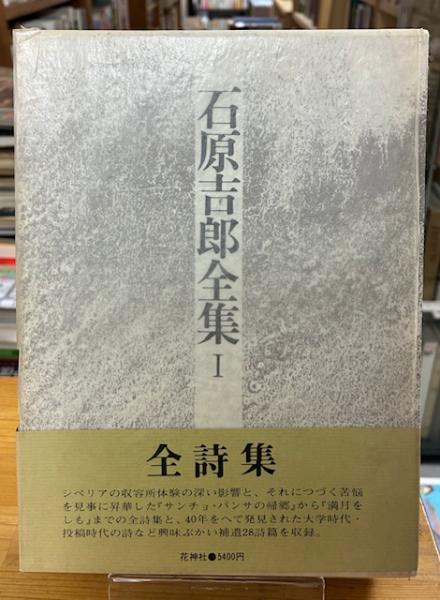 石原吉郎全集 I
全詩集
シベリアの収容所体験の深い影響と、それにつづく苦悩
を見事に昇華した『サンチョ・パンサの帰郷』から『満月を
しも』までの全詩集と、40年をへて発見された大学時代・
投稿時代の詩など興味ぶかい補遺28詩篇を収録。
花神社●5400円